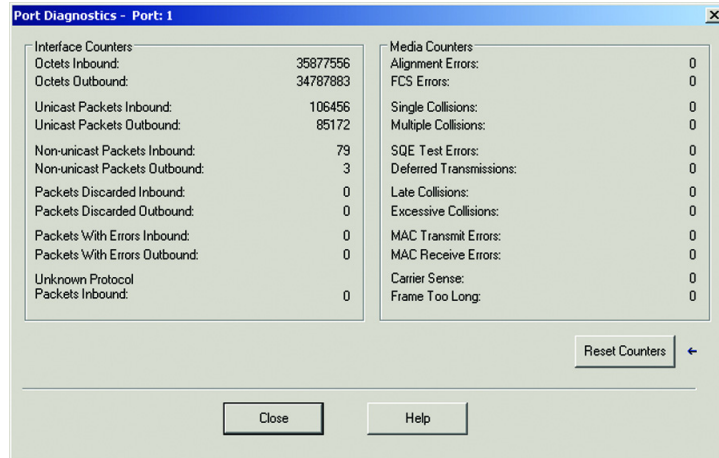 Port Diagnostics - Port: 1
Interface Counters
Octets Inbound: 35877556
Octets Outbound: 34787883
Unicast Packets Inbound: 106456
Unicast Packets Outbound: 85172
Non-unicast Packets Inbound: 79
Non-unicast Packets Outbound: 3
Packets Discarded Inbound: 0
Packets Discarded Outbound: 0
Packets With Errors Inbound: 0
Packets With Errors Outbound: 0
Unknown Protocol
Packets Inbound: 0
Media Counters
Alignment Errors: 0
FCS Errors: 0
Single Collisions: 0
Multiple Collisions: 0
SQE Test Errors: 0
Deferred Transmissions: 0
Late Collisions: 0
Excessive Collisions: 0
MAC Transmit Errors: 0
MAC Receive Errors: 0
Carrier Sense: 0
Frame Too Long: 0
Reset Counters
Close
Help